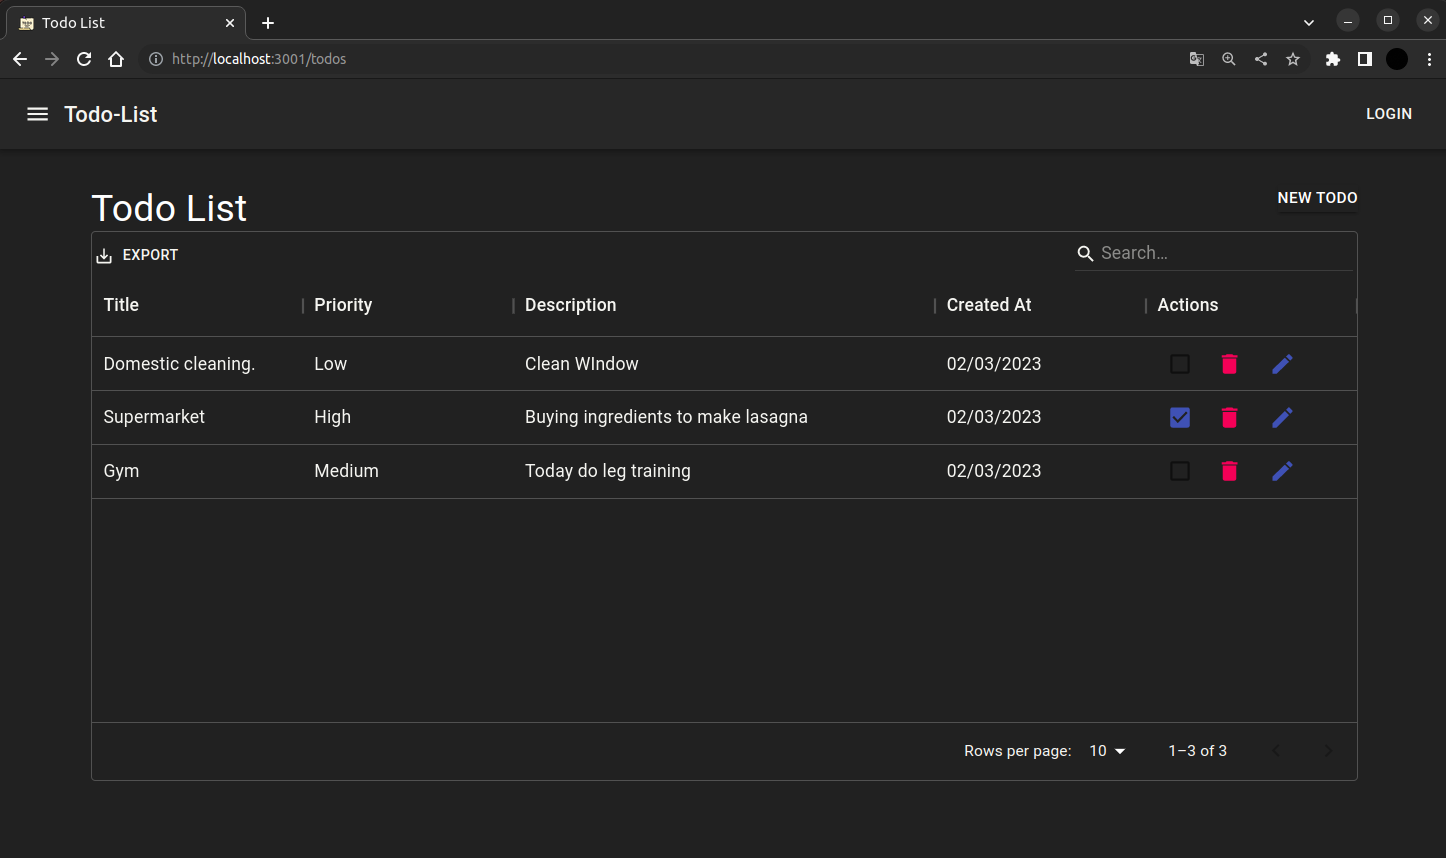 Todo List
http://localhost:3001/todos
Todo-List
LOGIN
Todo List
NEW TODO
EXPORT
Search…
Title Priority Description Created At Actions
Domestic cleaning. Low Clean WIndow 02/03/2023
Supermarket High Buying ingredients to make lasagna 02/03/2023
Gym Medium Today do leg training 02/03/2023
Rows per page: 10 1–3 of 3